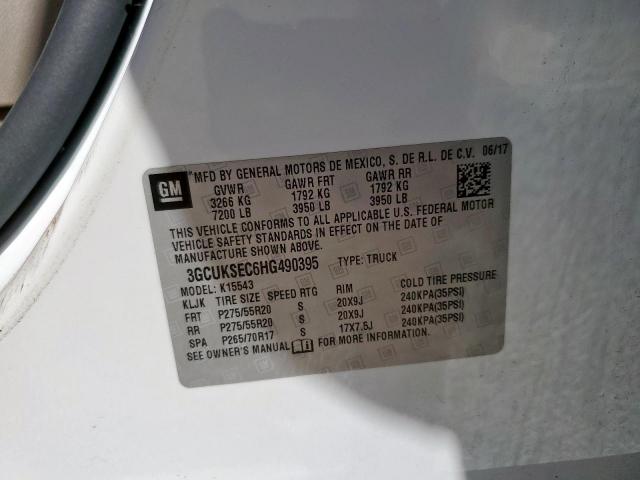 GM
*MFD BY GENERAL MOTORS DE MEXICO, S. DE R.L. DE C.V. 06/17
GVWR GAWR FRT GAWR RR
3266 KG 1792 KG 1792 KG
7200 LB 3950 LB 3950 LB
THIS VEHICLE CONFORMS TO ALL APPLICABLE U.S. FEDERAL MOTOR
VEHICLE SAFETY STANDARDS IN EFFECT ON THE DATE OF
MANUFACTURE SHOWN ABOVE.
3GCUKSEC6HG490395 TYPE: TRUCK
MODEL: K15543
KLJK TIRE SIZE SPEED RTG RIM COLD TIRE PRESSURE
FRT P275/55R20 S 20X9J 240KPA(35PSI)
RR P275/55R20 S 20X9J 240KPA(35PSI)
SPA P265/70R17 S 17X7.5J 240KPA(35PSI)
SEE OWNER'S MANUAL FOR MORE INFORMATION.